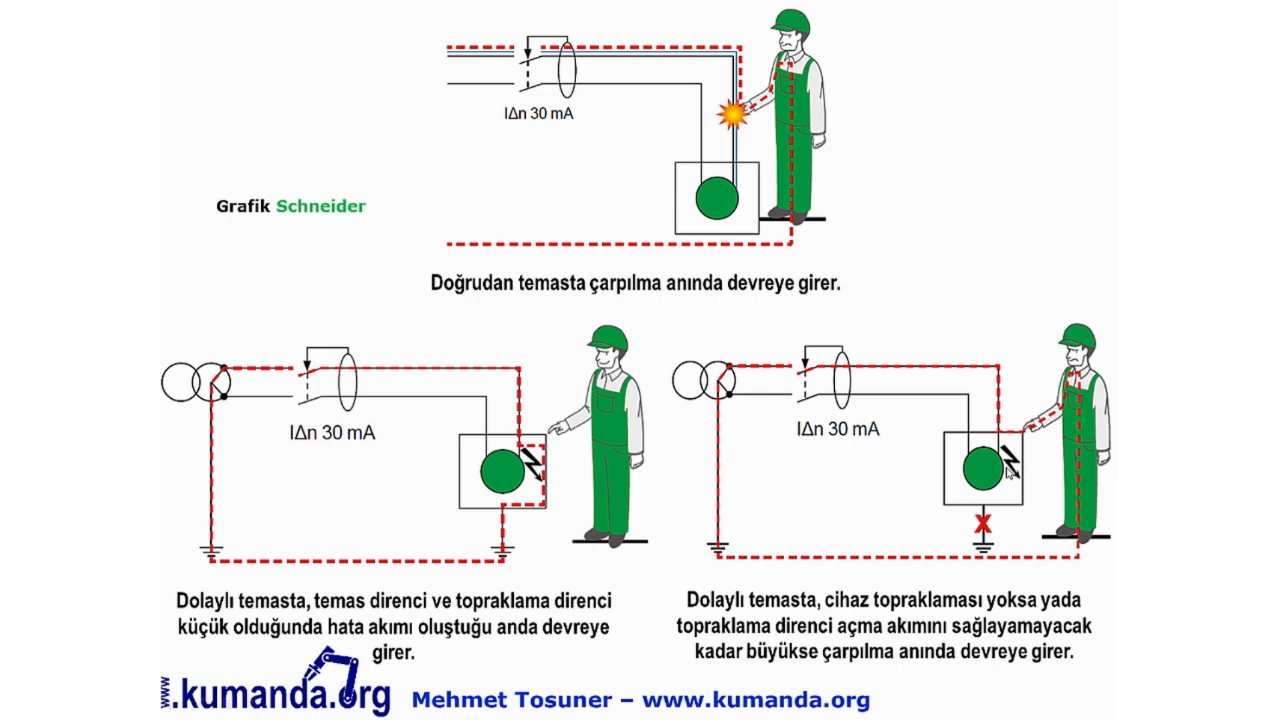 IΔn 30 mA
Grafik Schneider
Doğrudan temasta çarpılma anında devreye girer.
IΔn 30 mA
IΔn 30 mA
Dolaylı temasta, temas direnci ve topraklama direnci
küçük olduğunda hata akımı oluştuğu anda devreye
girer.
Dolaylı temasta, cihaz topraklaması yoksa yada
topraklama direnci açma akımını sağlayamayacak
kadar büyükse çarpılma anında devreye girer.
www.kumanda.org
Mehmet Tosuner – www.kumanda.org